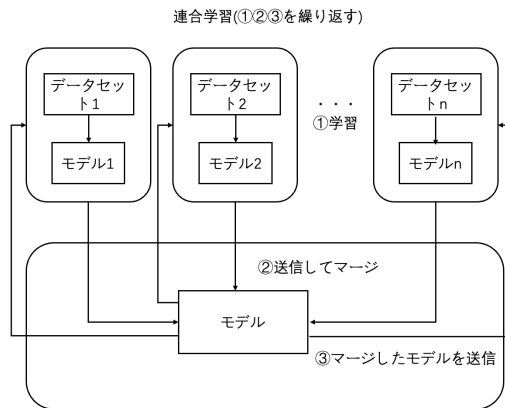 連合学習(①②③を繰り返す)
データセッ
ト1
データセッ
ト2
データセッ
トn
・・・
①学習
モデル1
モデル2
モデルn
②送信してマージ
モデル
③マージしたモデルを送信